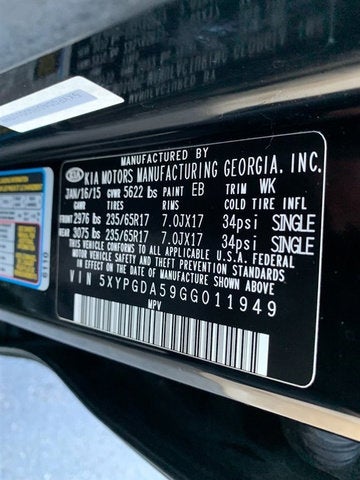 MANUFACTURED BY
KIA KIA MOTORS MANUFACTURING GEORGIA. INC.
JAN/16/15 GVWR 5622 lbs PAINT EB TRIM WK
GAWR TIRES RIMS COLD TIRE INFL
FRONT 2976 lbs 235/65R17 7.0JX17 34psi SINGLE
REAR 3075 lbs 235/65R17 7.0JX17 34psi SINGLE
THIS VEHICLE CONFORMS TO ALL APPLICABLE U.S.A. FEDERAL
MOTOR VEHICLE SAFETY AND THEFT PREVENTION STANDARDS
IN EFFECT ON THE DATE OF MANUFACTURE SHOWN ABOVE.
VIN 5XYPGDA59GG011949
MPV
6110